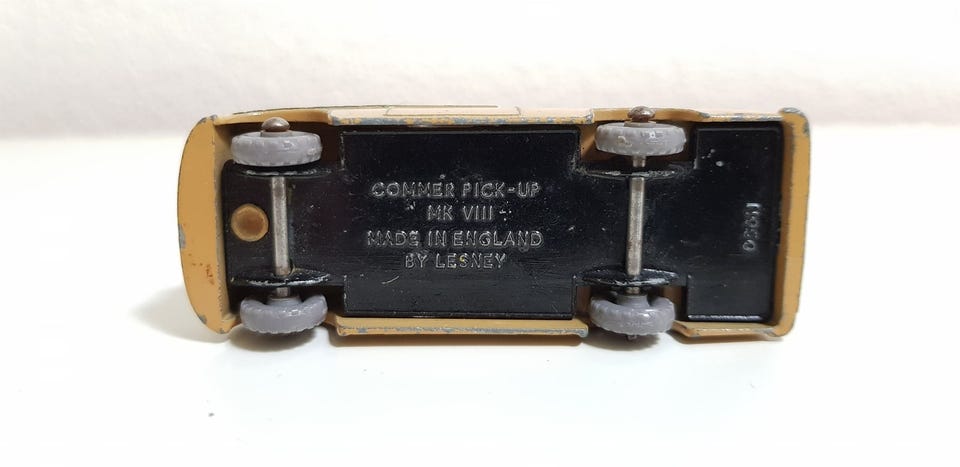 COMMER PICK-UP
MK VIII
MADE IN ENGLAND
BY LESNEY